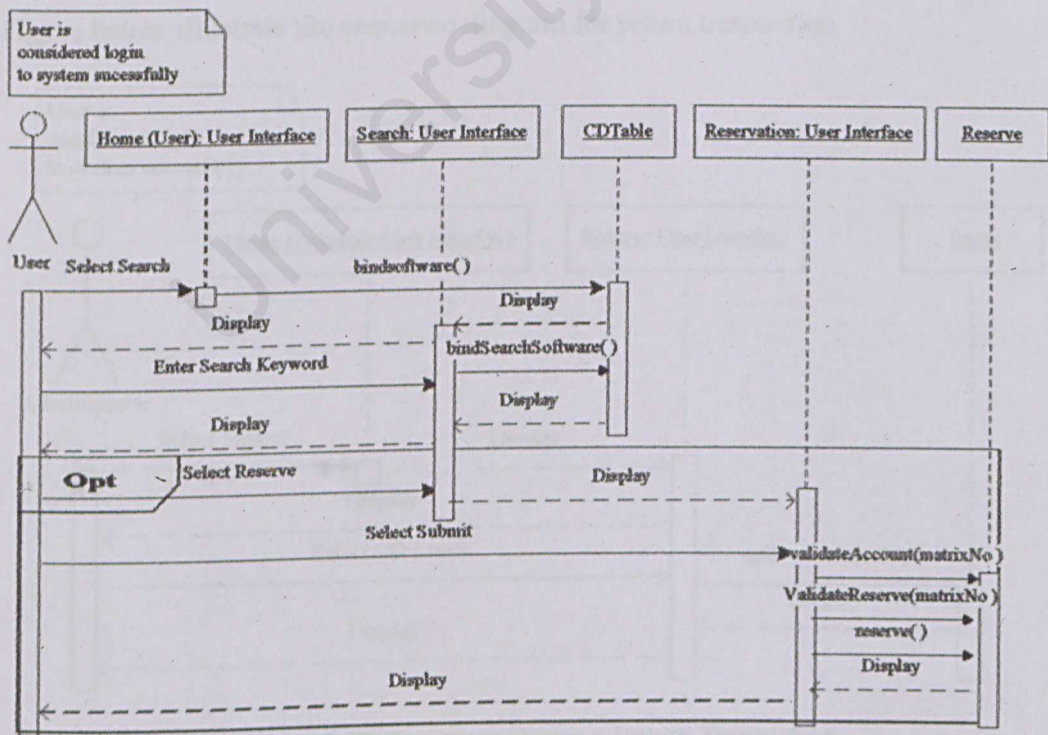 User is
considered login
to system sucessfully
Home (User): User Interface
Search: User Interface
CDTable
Reservation: User Interface
Reserve
User
Select Search
bindsoftware( )
Display
Display
bindSearchSoftware()
Enter Search Keyword
Display
Display
Opt
Select Reserve
Display
Select Submit
validateAccount(matrixNo )
ValidateReserve(matrixNo )
reserve( )
Display
Display
University